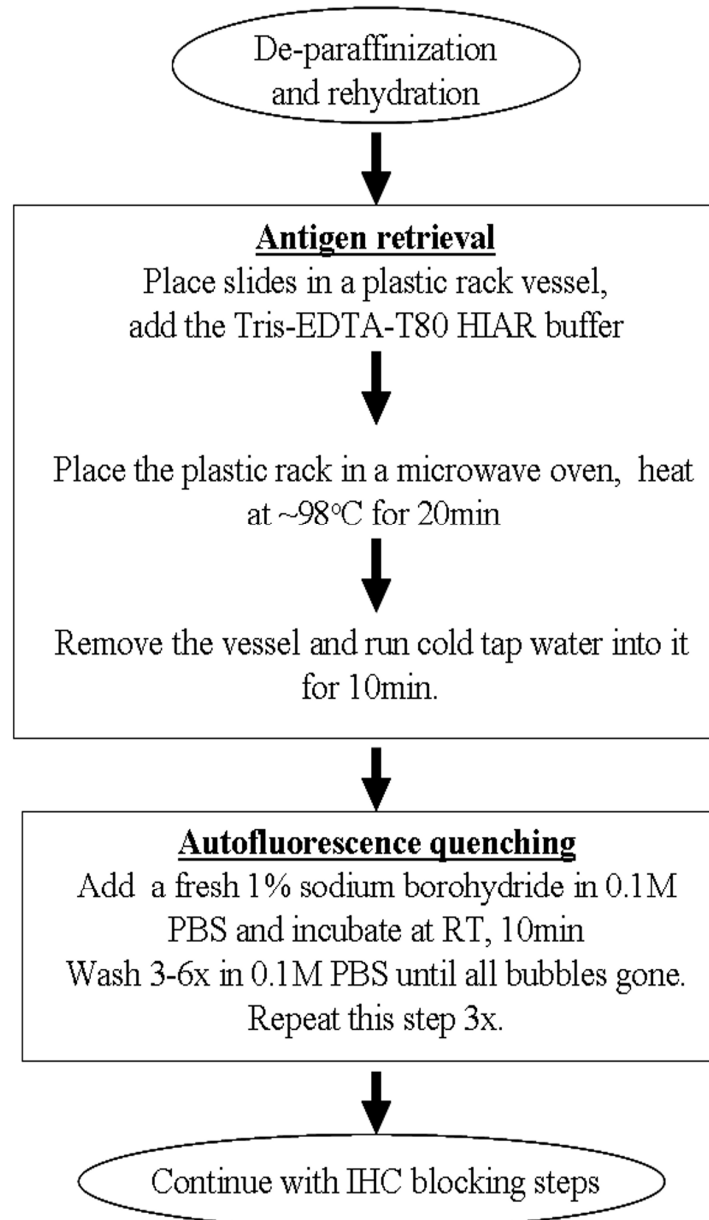 De-paraffinization
and rehydration
Antigen retrieval
Place slides in a plastic rack vessel,
add the Tris-EDTA-T80 HIAR buffer
Place the plastic rack in a microwave oven, heat
at ~98°C for 20min
Remove the vessel and run cold tap water into it
for 10min.
Autofluorescence quenching
Add a fresh 1% sodium borohydride in 0.1M
PBS and incubate at RT, 10min
Wash 3-6x in 0.1M PBS until all bubbles gone.
Repeat this step 3x.
Continue with IHC blocking steps